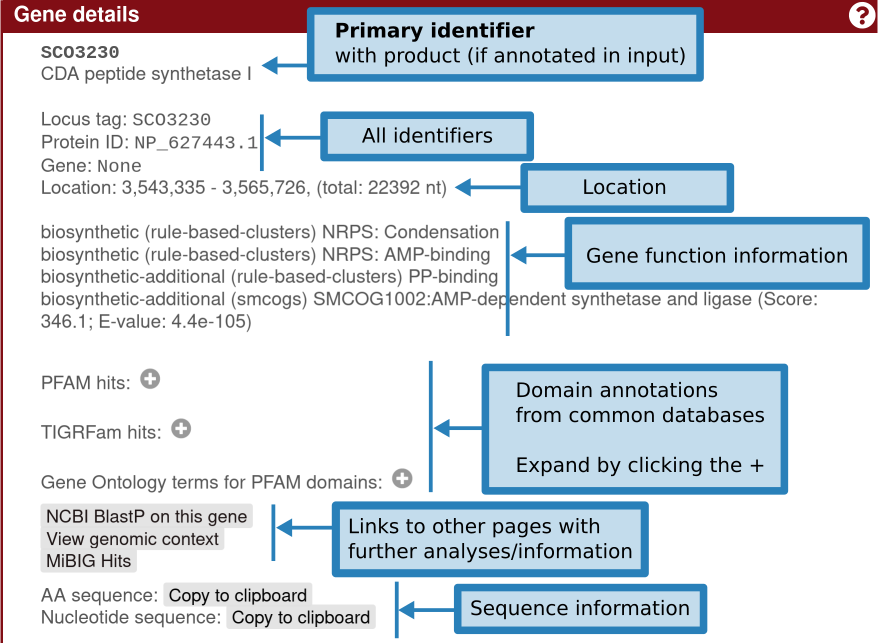 Gene details
?
SCO3230
CDA peptide synthetase I
Primary identifier
with product (if annotated in input)
Locus tag: SCO3230
Protein ID: NP_627443.1
Gene: None
All identifiers
Location: 3,543,335 - 3,565,726, (total: 22392 nt)
Location
biosynthetic (rule-based-clusters) NRPS: Condensation
biosynthetic (rule-based-clusters) NRPS: AMP-binding
biosynthetic-additional (rule-based-clusters) PP-binding
biosynthetic-additional (smcogs) SMCOG1002:AMP-dependent synthetase and ligase (Score:
346.1; E-value: 4.4e-105)
Gene function information
PFAM hits: +
TIGRFam hits: +
Gene Ontology terms for PFAM domains: +
Domain annotations
from common databases
Expand by clicking the +
NCBI BlastP on this gene
View genomic context
MiBIG Hits
Links to other pages with
further analyses/information
AA sequence: Copy to clipboard
Nucleotide sequence: Copy to clipboard
Sequence information